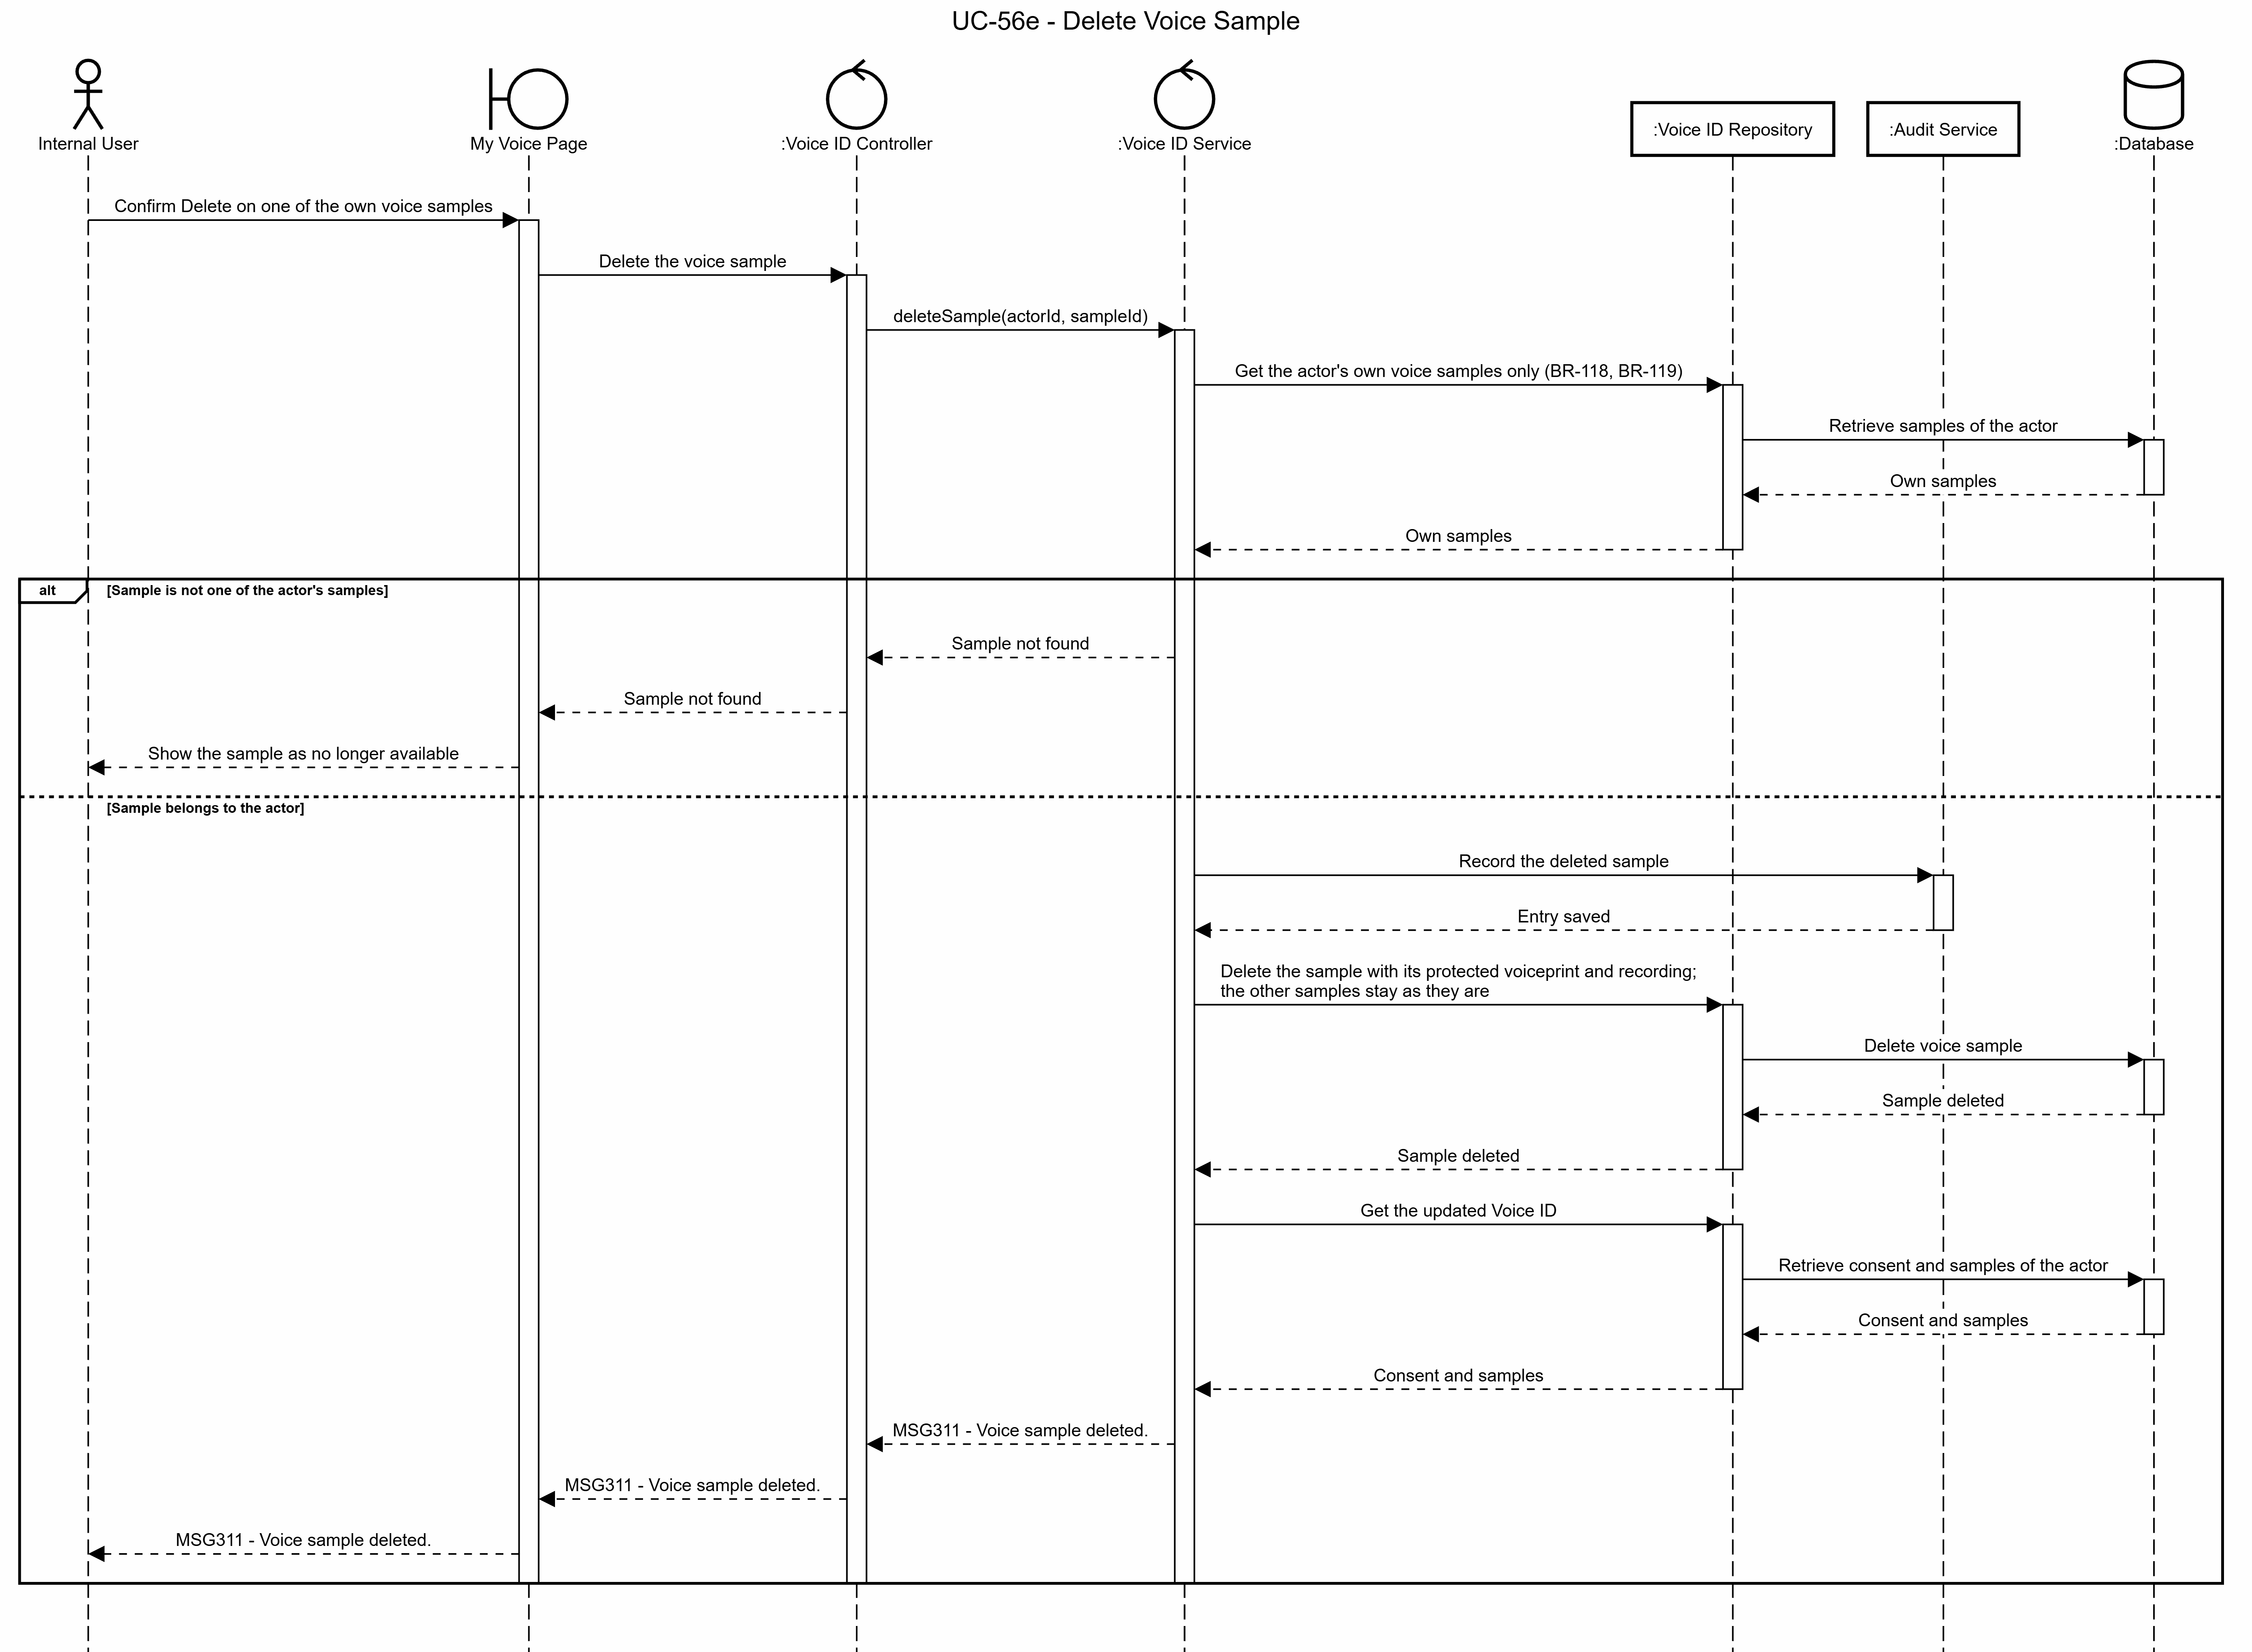 UC-56e - Delete Voice Sample
Internal User
My Voice Page
:Voice ID Controller
:Voice ID Service
:Voice ID Repository
:Audit Service
:Database
Confirm Delete on one of the own voice samples
Delete the voice sample
deleteSample(actorId, sampleId)
Get the actor's own voice samples only (BR-118, BR-119)
Retrieve samples of the actor
Own samples
Own samples
alt
[Sample is not one of the actor's samples]
Sample not found
Sample not found
Show the sample as no longer available
[Sample belongs to the actor]
Record the deleted sample
Entry saved
Delete the sample with its protected voiceprint and recording;
the other samples stay as they are
Delete voice sample
Sample deleted
Sample deleted
Get the updated Voice ID
Retrieve consent and samples of the actor
Consent and samples
Consent and samples
MSG311 - Voice sample deleted.
MSG311 - Voice sample deleted.
MSG311 - Voice sample deleted.